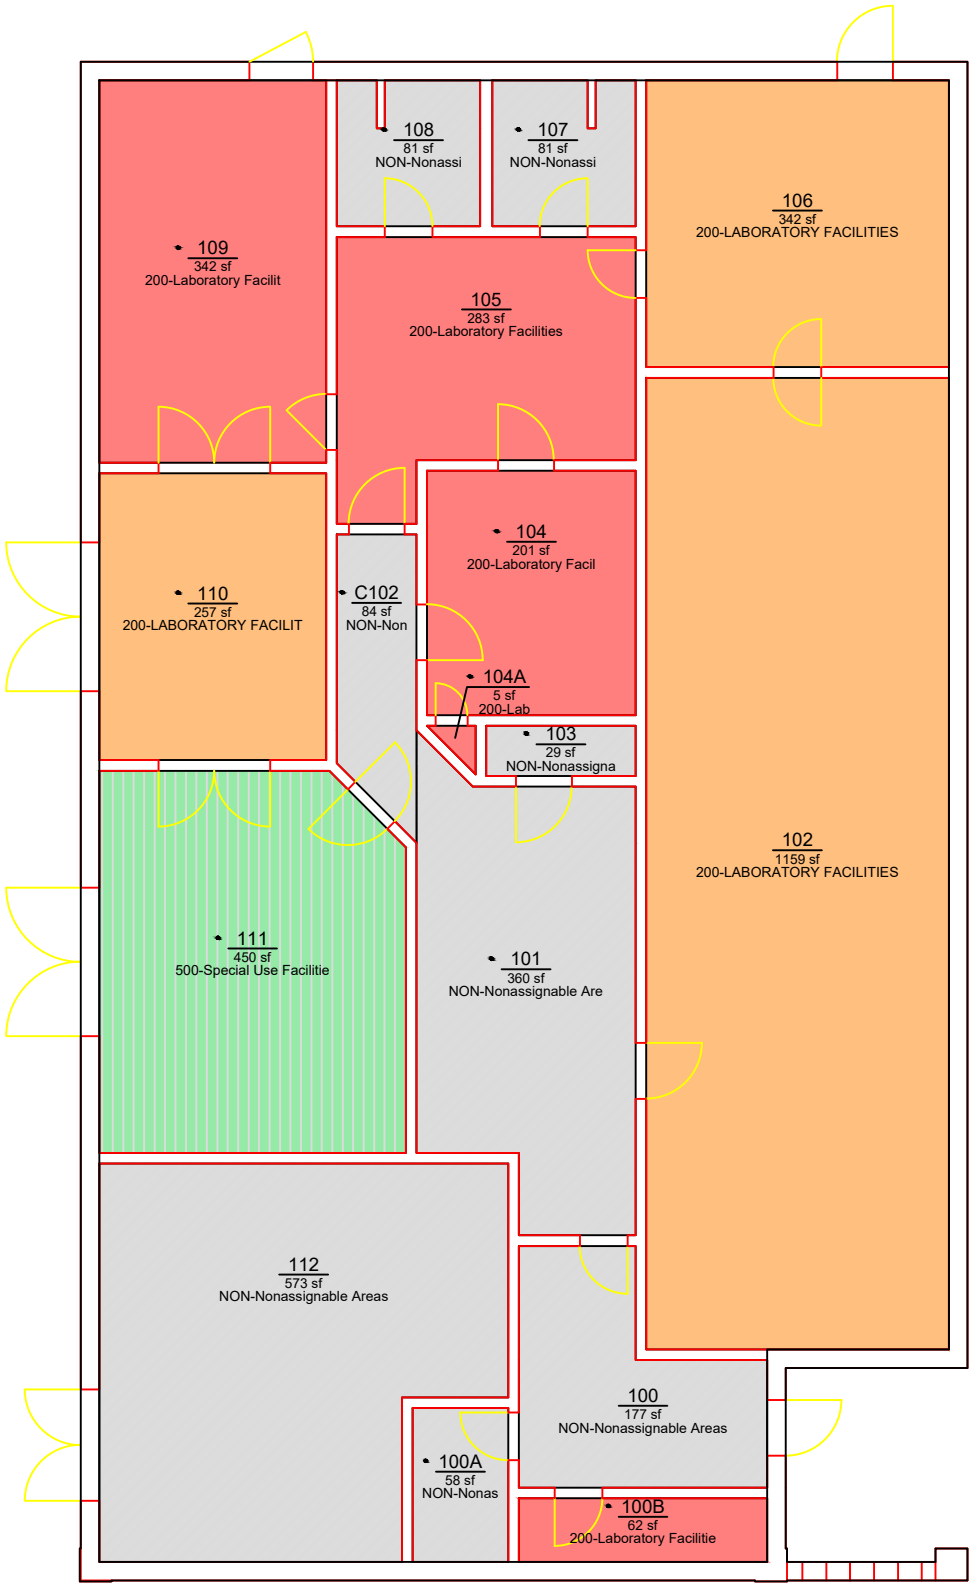 108
81 sf
NON-Nonassi
107
81 sf
NON-Nonassi
106
342 sf
200-LABORATORY FACILITIES
109
342 sf
200-Laboratory Facilit
105
283 sf
200-Laboratory Facilities
104
201 sf
200-Laboratory Facil
110
257 sf
200-LABORATORY FACILIT
C102
84 sf
NON-Non
104A
5 sf
200-Lab
103
29 sf
NON-Nonassigna
102
1159 sf
200-LABORATORY FACILITIES
111
450 sf
500-Special Use Facilitie
101
360 sf
NON-Nonassignable Are
112
573 sf
NON-Nonassignable Areas
100
177 sf
NON-Nonassignable Areas
100A
58 sf
NON-Nonas
100B
62 sf
200-Laboratory Facilitie